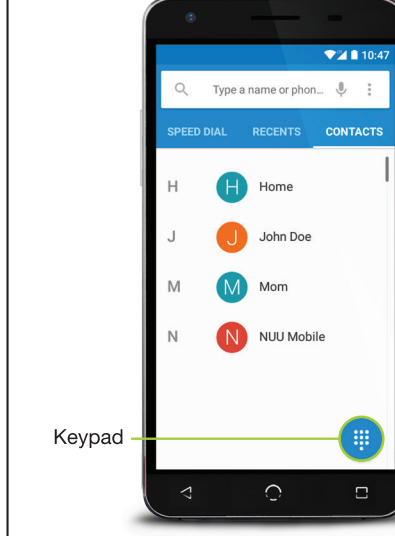 10:47
Type a name or phon...
SPEED DIAL RECENTS CONTACTS
H H Home
J J John Doe
M M Mom
N N NUU Mobile
Keypad